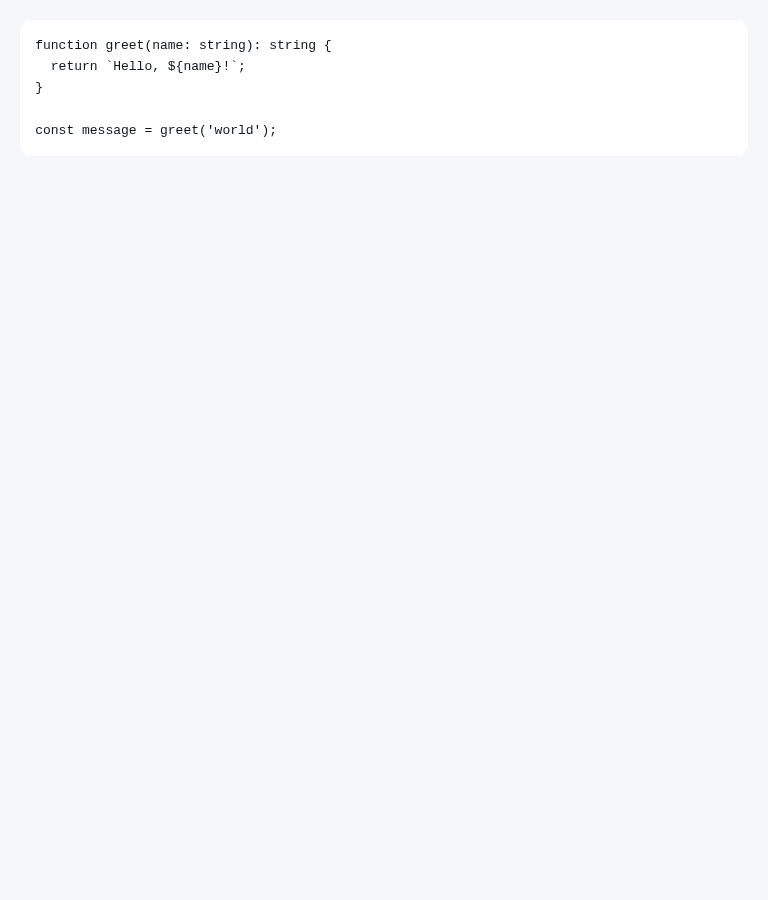 function greet(name: string): string {
  return `Hello, ${name}!`;
}

const message = greet('world');